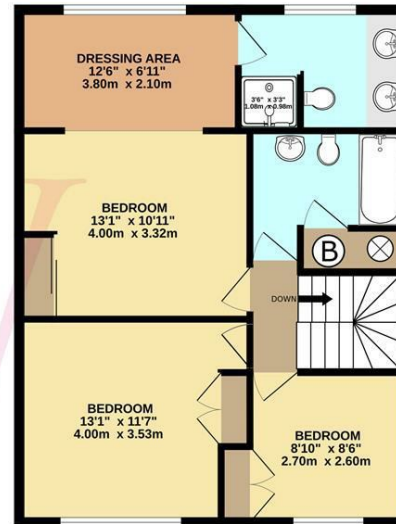 DRESSING AREA
12'6" x 6'11"
3.80m x 2.10m
3'6" x 3'3"
1.08m x 0.98m
BEDROOM
13'1" x 10'11"
4.00m x 3.32m
B
DOWN
BEDROOM
13'1" x 11'7"
4.00m x 3.53m
BEDROOM
8'10" x 8'6"
2.70m x 2.60m